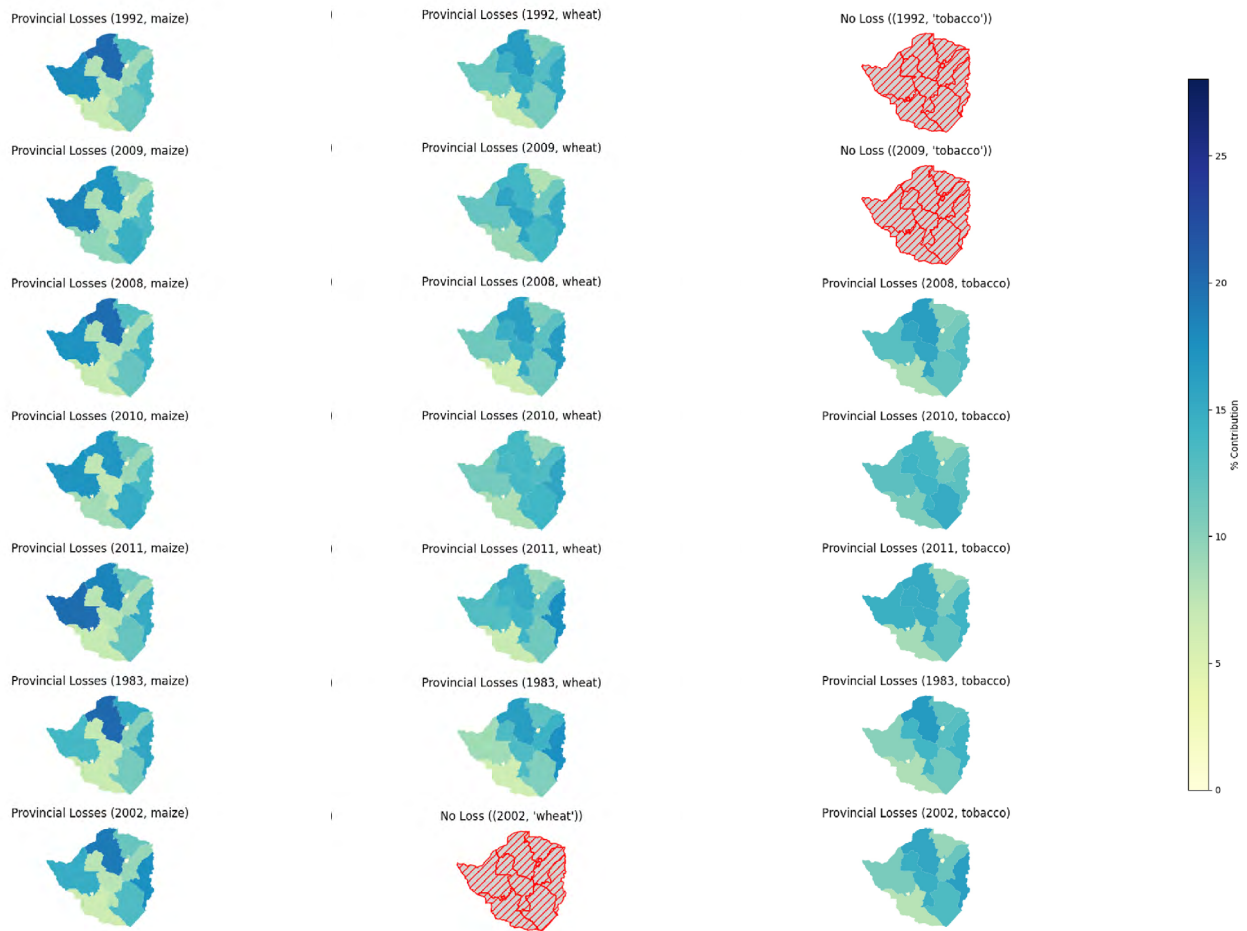 Provincial Losses (1992, maize)
Provincial Losses (1992, wheat)
No Loss ((1992, 'tobacco'))
Provincial Losses (2009, maize)
Provincial Losses (2009, wheat)
No Loss ((2009, 'tobacco'))
Provincial Losses (2008, maize)
Provincial Losses (2008, wheat)
Provincial Losses (2008, tobacco)
Provincial Losses (2010, maize)
Provincial Losses (2010, wheat)
Provincial Losses (2010, tobacco)
Provincial Losses (2011, maize)
Provincial Losses (2011, wheat)
Provincial Losses (2011, tobacco)
Provincial Losses (1983, maize)
Provincial Losses (1983, wheat)
Provincial Losses (1983, tobacco)
Provincial Losses (2002, maize)
No Loss ((2002, 'wheat'))
Provincial Losses (2002, tobacco)
25
20
15
10
5
0
% Contribution